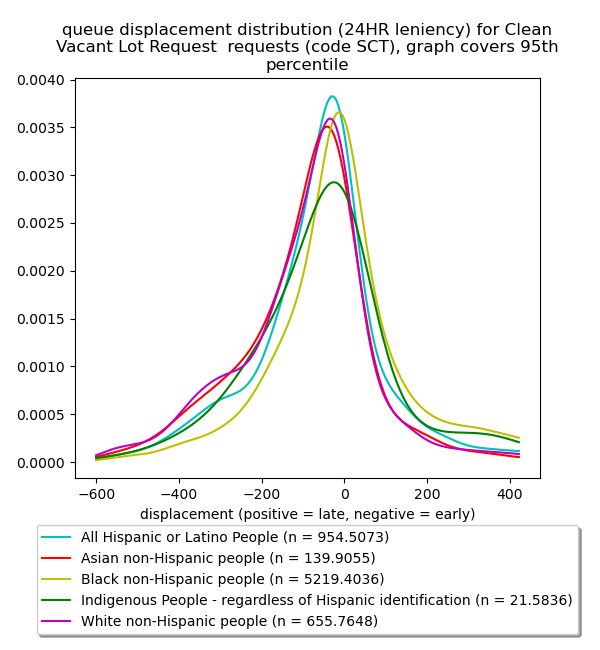 queue displacement distribution (24HR leniency) for Clean
Vacant Lot Request  requests (code SCT), graph covers 95th
percentile
0.0040
0.0035
0.0030
0.0025
0.0020
0.0015
0.0010
0.0005
0.0000
−600 −400 −200 0 200 400
displacement (positive = late, negative = early)
All Hispanic or Latino People (n = 954.5073)
Asian non-Hispanic people (n = 139.9055)
Black non-Hispanic people (n = 5219.4036)
Indigenous People - regardless of Hispanic identification (n = 21.5836)
White non-Hispanic people (n = 655.7648)